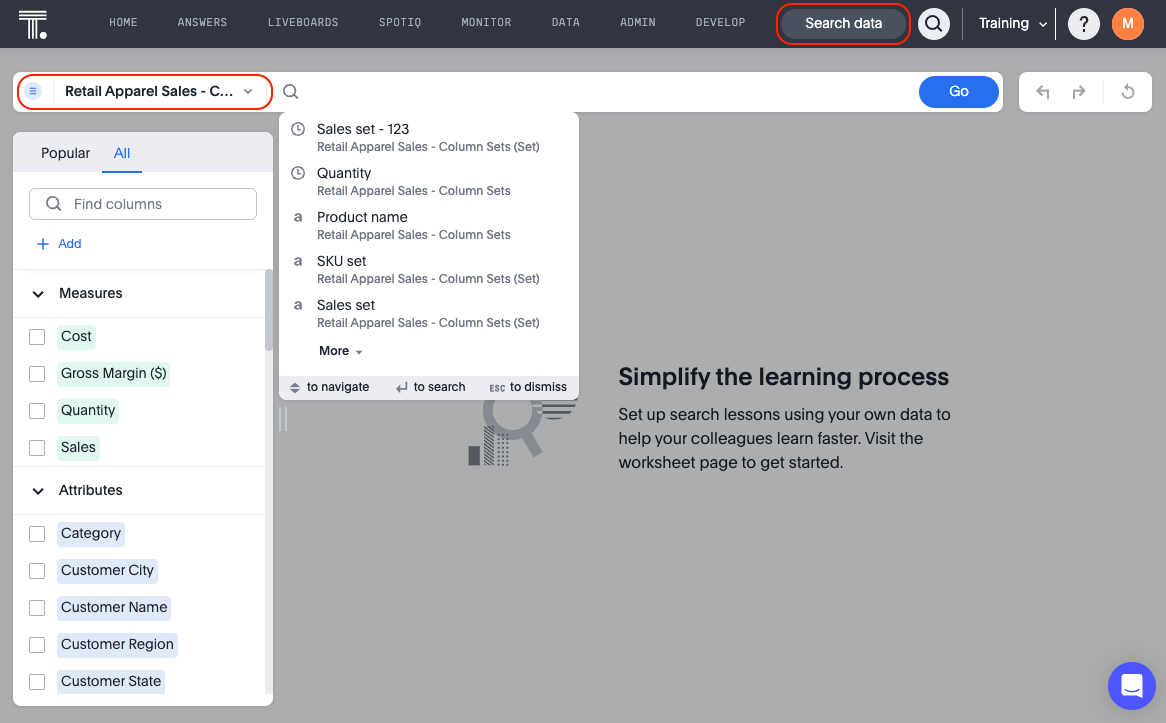 T.
HOME ANSWERS LIVEBOARDS SPOTIQ MONITOR DATA ADMIN DEVELOP Search data Training ? M
Retail Apparel Sales - C... Go
Popular All
Find columns
Add
Measures
Cost
Gross Margin ($)
Quantity
Sales
Attributes
Category
Customer City
Customer Name
Customer Region
Customer State
Sales set - 123
Retail Apparel Sales - Column Sets (Set)
Quantity
Retail Apparel Sales - Column Sets
a Product name
Retail Apparel Sales - Column Sets
a SKU set
Retail Apparel Sales - Column Sets (Set)
a Sales set
Retail Apparel Sales - Column Sets (Set)
More
to navigate to search ESC to dismiss
Simplify the learning process
Set up search lessons using your own data to
help your colleagues learn faster. Visit the
worksheet page to get started.